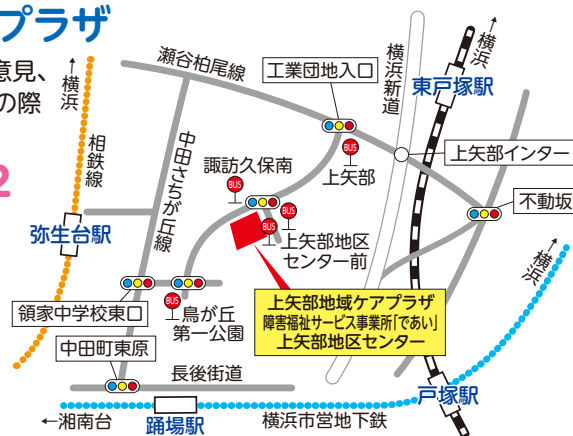 プラザ
意見、
の際
2
←横浜
相鉄線
弥生台駅
瀬谷柏尾線
中田さちが丘線
工業団地入口
横浜新道
←横浜
東戸塚駅
上矢部インター
不動坂
BUS
上矢部
諏訪久保南
BUS
BUS
BUS
上矢部地区
センター前
←横浜
領家中学校東口
BUS
鳥が丘
第一公園
上矢部地域ケアプラザ
障害福祉サービス事業所「であい」
上矢部地区センター
中田町東原
長後街道
戸塚駅
←湘南台
踊場駅
横浜市営地下鉄